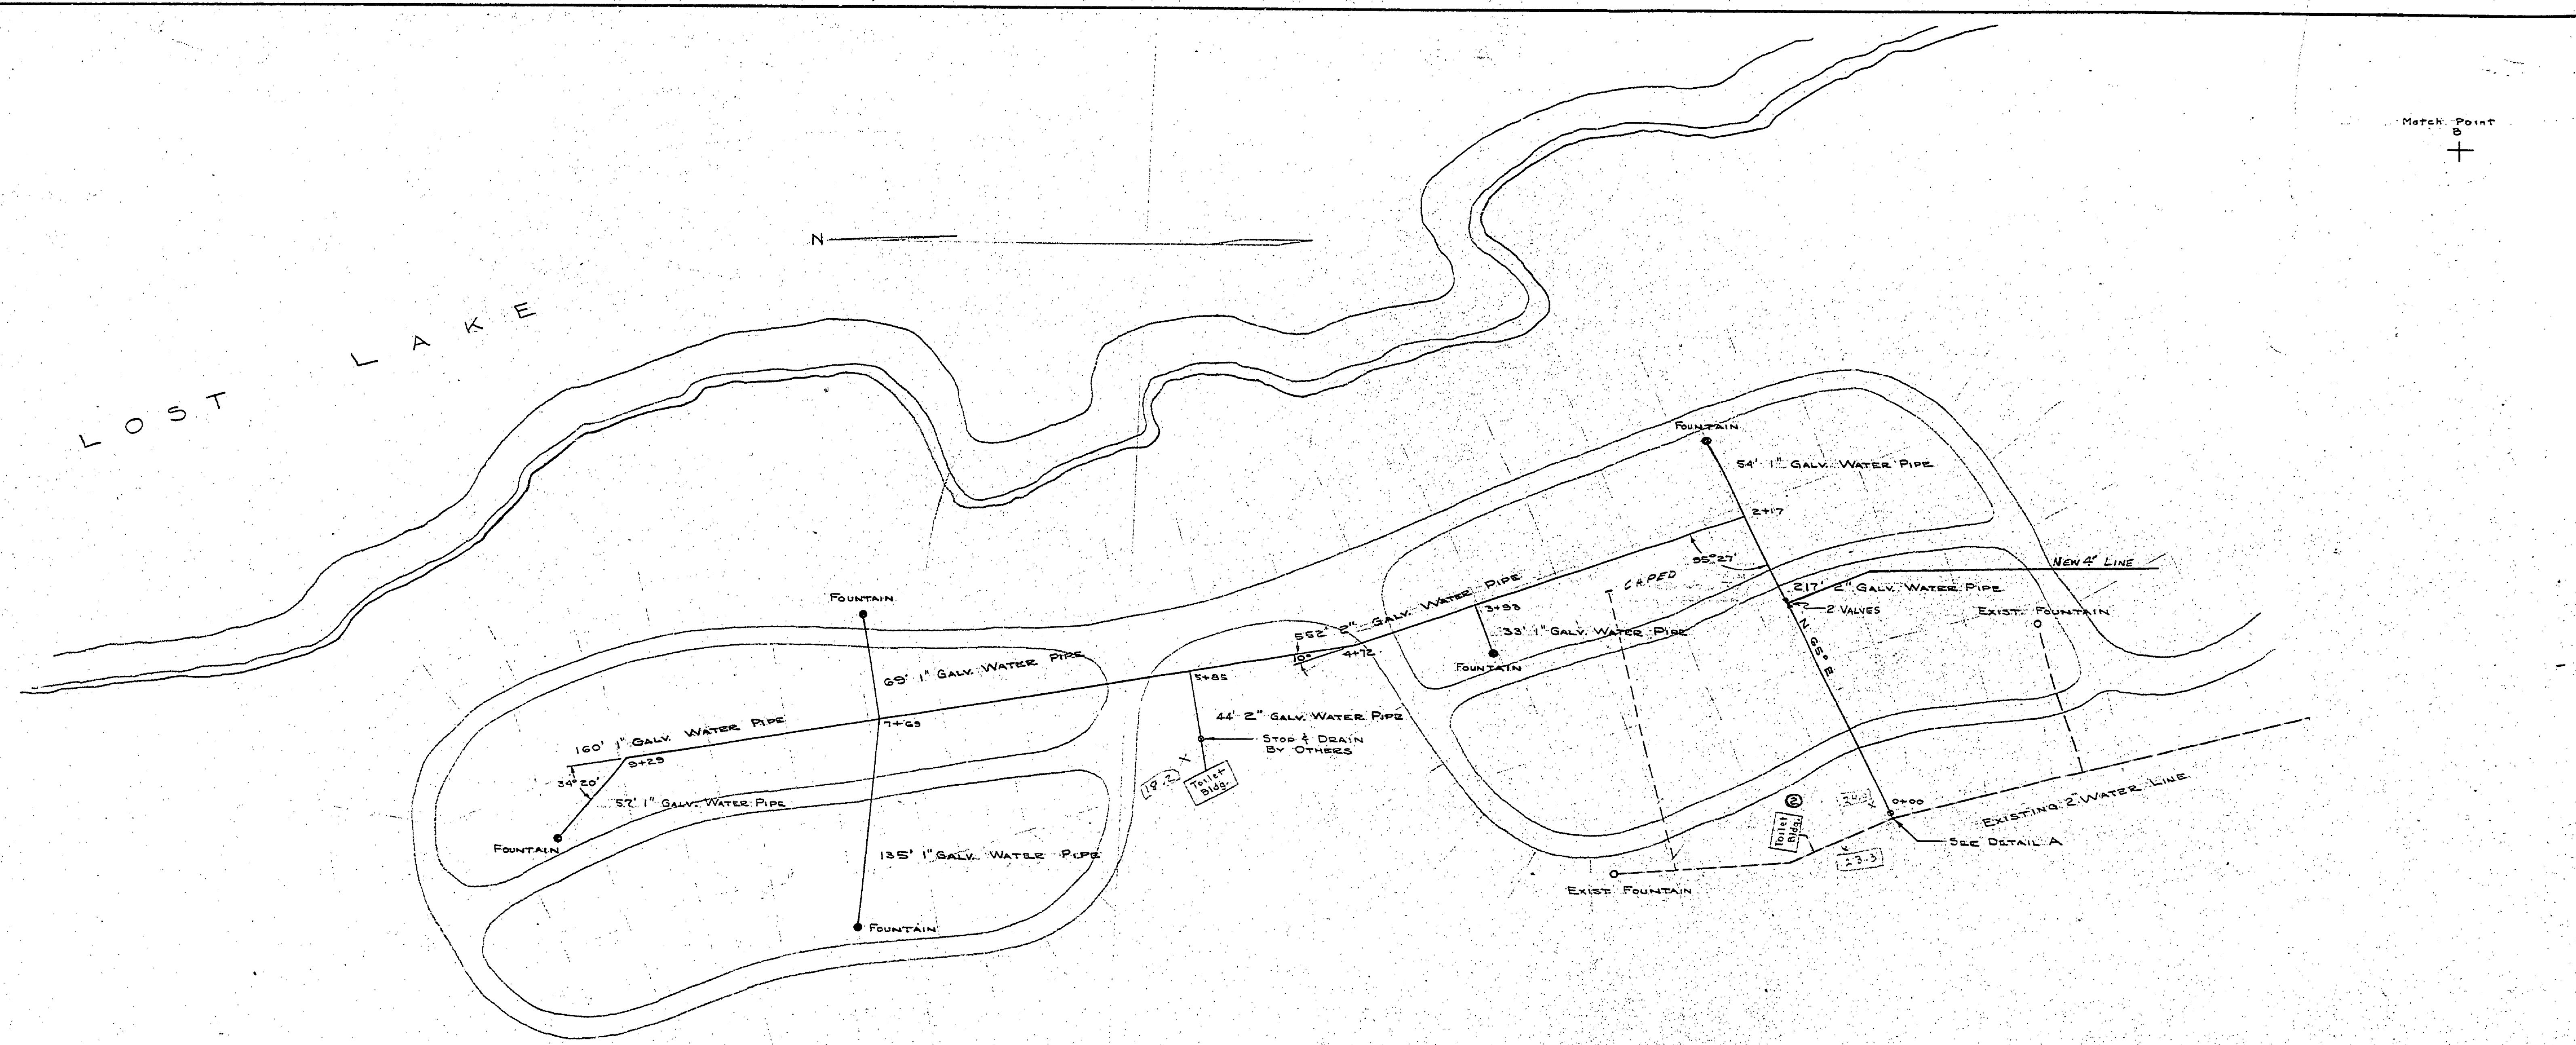 Match Point
B
N
LOST LAKE
FOUNTAIN
54' 1" GALV. WATER PIPE
2+17
95°27'
CAPED
NEW 4" LINE
217' 2" GALV. WATER PIPE
2 VALVES
EXIST. FOUNTAIN
N 65° E
552' 2" GALV. WATER PIPE
3+98
33' 1" GALV. WATER PIPE
FOUNTAIN
10°
4+72
FOUNTAIN
69' 1" GALV. WATER PIPE
5+85
44' 2" GALV. WATER PIPE
STOP & DRAIN
BY OTHERS
19.2
Toilet
Bldg.
7+69
160' 1" GALV. WATER PIPE
9+29
34°20'
57' 1" GALV. WATER PIPE
FOUNTAIN
135' 1" GALV. WATER PIPE
FOUNTAIN
2
Toilet
Bldg.
0+00
EXISTING 2" WATER LINE
SEE DETAIL A
23.3
EXIST. FOUNTAIN